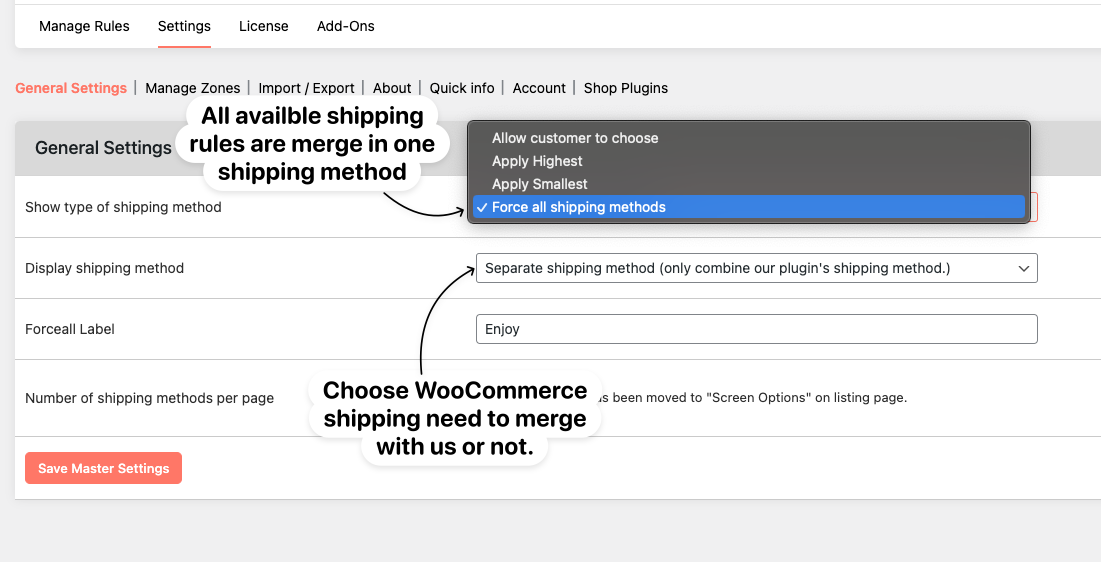 Manage Rules Settings License Add-Ons
General Settings | Manage Zones | Import / Export | About | Quick info | Account | Shop Plugins
All availble shipping
rules are merge in one
shipping method
General Settings
Allow customer to choose
Apply Highest
Apply Smallest
Show type of shipping method
✓ Force all shipping methods
Display shipping method
Separate shipping method (only combine our plugin's shipping method.)
Forceall Label
Enjoy
Choose WooCommerce
shipping need to merge
with us or not.
Number of shipping methods per page
been moved to "Screen Options" on listing page.
Save Master Settings